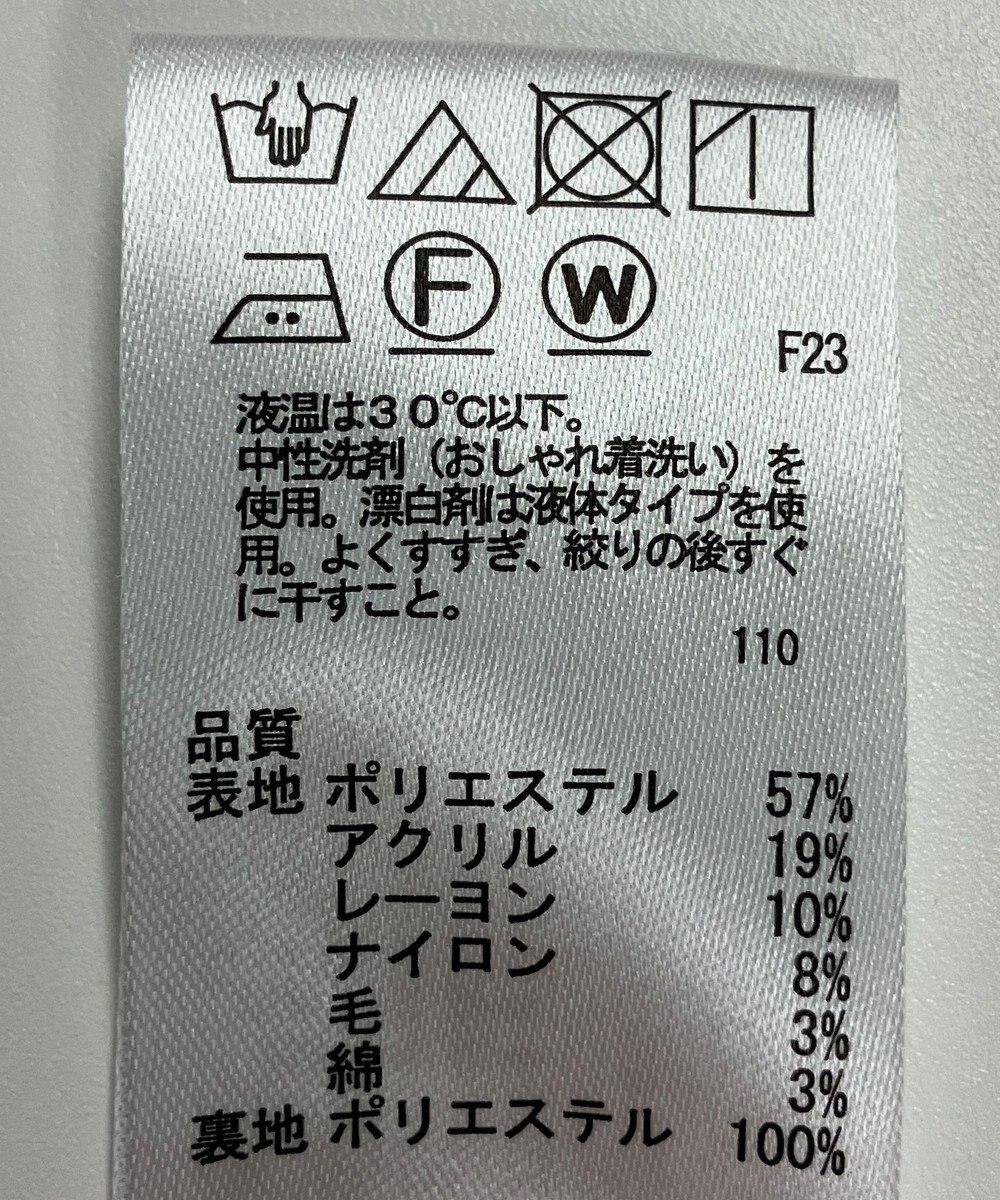 F
W
F23
液温は30℃以下。
中性洗剤（おしゃれ着洗い）を
使用。漂白剤は液体タイプを使
用。よくすすぎ、絞りの後すぐ
に干すこと。
110
品質
表地 ポリエステル 57%
アクリル 19%
レーヨン 10%
ナイロン 8%
毛 3%
綿 3%
裏地 ポリエステル 100%